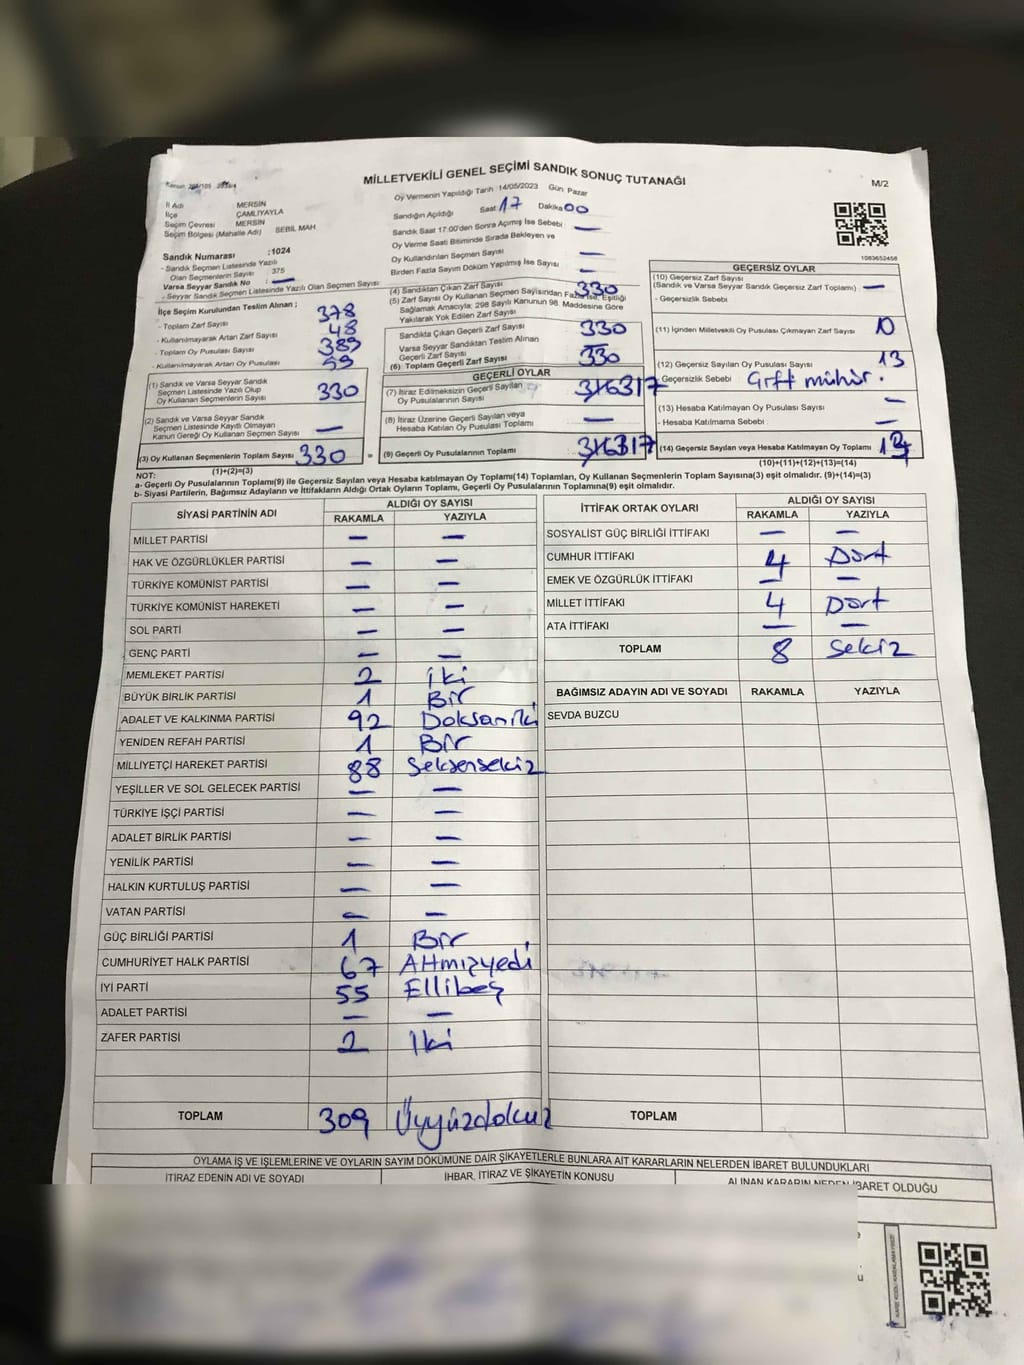 MİLLETVEKİLİ GENEL SEÇİMİ SANDIK SONUÇ TUTANAĞI
M/2
İl Adı MERSİN
İlçe ÇAMLIYAYLA
Seçim Çevresi MERSİN
Seçim Bölgesi (Mahalle Adı) SEBİL MAH
Oy Vermenin Yapıldığı Tarih 14/05/2023 Gün Pazar
Sandığın Açıldığı Saat 17 Dakika 00
Sandık Saat 17:00'den Sonra Açımış İse Sebebi —
Oy Verme Saati Bitiminde Sırada Bekleyen ve
Oy Kullandırılan Seçmen Sayısı —
Birden Fazla Sayım Döküm Yapılmış İse Sayısı —
1083652456
Sandık Numarası :1024
- Sandık Seçmen Listesinde Yazılı
Olan Seçmenlerin Sayısı 375
Varsa Seyyar Sandık No —
- Seyyar Sandık Seçmen Listesinde Yazılı Olan Seçmen Sayısı
İlçe Seçim Kurulundan Teslim Alınan ;
- Toplam Zarf Sayısı 378
- Kullanılmayarak Artan Zarf Sayısı 48
- Toplam Oy Pusulası Sayısı 389
- Kullanılmayarak Artan Oy Pusulası 59
(1) Sandık ve Varsa Seyyar Sandık
Seçmen Listesinde Yazılı Olup
Oy Kullanan Seçmenlerin Sayısı 330
(2) Sandık ve Varsa Seyyar Sandık
Seçmen Listesinde Kayıtlı Olmayan
Kanun Gereği Oy Kullanan Seçmen Sayısı —
(3) Oy Kullanan Seçmenlerin Toplam Sayısı 330
(1)+(2)=(3)
(4) Sandıktan Çıkan Zarf Sayısı 330
(5) Zarf Sayısı Oy Kullanan Seçmen Sayısından Fazla ise, Eşitliği
Sağlamak Amacıyla; 298 Sayılı Kanunun 98. Maddesine Göre
Yakılarak Yok Edilen Zarf Sayısı —
Sandıkta Çıkan Geçerli Zarf Sayısı 330
Varsa Seyyar Sandıktan Teslim Alınan
Geçerli Zarf Sayısı —
(6) Toplam Geçerli Zarf Sayısı 330
GEÇERLİ OYLAR
(7) İtiraz Edilmeksizin Geçerli Sayılan
Oy Pusulalarının Sayısı 317
(8) İtiraz Üzerine Geçerli Sayılan veya
Hesaba Katılan Oy Pusulası Toplamı —
= (9) Geçerli Oy Pusulalarının Toplamı 317
GEÇERSİZ OYLAR
(10) Geçersiz Zarf Sayısı
(Sandık ve Varsa Seyyar Sandık Geçersiz Zarf Toplamı) —
- Geçersizlik Sebebi
(11) İçinden Milletvekili Oy Pusulası Çıkmayan Zarf Sayısı
(12) Geçersiz Sayılan Oy Pusulası Sayısı 13
- Geçersizlik Sebebi Çift mühür.
(13) Hesaba Katılmayan Oy Pusulası Sayısı —
- Hesaba Katılmama Sebebi —
(14) Geçersiz Sayılan veya Hesaba Katılmayan Oy Toplamı
(10)+(11)+(12)+(13)=(14)
NOT:
a- Geçerli Oy Pusulalarının Toplamı(9) ile Geçersiz Sayılan veya Hesaba katılmayan Oy Toplamı(14) Toplamları, Oy Kullanan Seçmenlerin Toplam Sayısına(3) eşit olmalıdır. (9)+(14)=(3)
b- Siyasi Partilerin, Bağımsız Adayların ve İttifakların Aldığı Ortak Oyların Toplamı, Geçerli Oy Pusulalarının Toplamına(9) eşit olmalıdır.
SİYASİ PARTİNİN ADI ALDIĞI OY SAYISI
RAKAMLA YAZIYLA
MİLLET PARTİSİ — —
HAK VE ÖZGÜRLÜKLER PARTİSİ — —
TÜRKİYE KOMÜNİST PARTİSİ — —
TÜRKİYE KOMÜNİST HAREKETİ — —
SOL PARTİ — —
GENÇ PARTİ — —
MEMLEKET PARTİSİ 2 İki
BÜYÜK BİRLİK PARTİSİ 1 Bir
ADALET VE KALKINMA PARTİSİ 92 Doksaniki
YENİDEN REFAH PARTİSİ 1 Bir
MİLLİYETÇİ HAREKET PARTİSİ 88 Seksensekiz
YEŞİLLER VE SOL GELECEK PARTİSİ — —
TÜRKİYE İŞÇİ PARTİSİ — —
ADALET BİRLİK PARTİSİ — —
YENİLİK PARTİSİ — —
HALKIN KURTULUŞ PARTİSİ — —
VATAN PARTİSİ — —
GÜÇ BİRLİĞİ PARTİSİ 1 Bir
CUMHURİYET HALK PARTİSİ 67 Altmışyedi
İYİ PARTİ 55 Ellibeş
ADALET PARTİSİ — —
ZAFER PARTİSİ 2 İki
TOPLAM 309 Üçyüzdokuz
İTTİFAK ORTAK OYLARI ALDIĞI OY SAYISI
RAKAMLA YAZIYLA
SOSYALİST GÜÇ BİRLİĞİ İTTİFAKI — —
CUMHUR İTTİFAKI 4 Dört
EMEK VE ÖZGÜRLÜK İTTİFAKI — —
MİLLET İTTİFAKI 4 Dört
ATA İTTİFAKI — —
TOPLAM 8 Sekiz
BAĞIMSIZ ADAYIN ADI VE SOYADI RAKAMLA YAZIYLA
SEVDA BUZCU
TOPLAM
OYLAMA İŞ VE İŞLEMLERİNE VE OYLARIN SAYIM DÖKÜMÜNE DAİR ŞİKAYETLERLE BUNLARA AİT KARARLARIN NELERDEN İBARET BULUNDUKLARI
İTİRAZ EDENİN ADI VE SOYADI İHBAR, İTİRAZ VE ŞİKAYETİN KONUSU ALINAN KARARIN NEDEN İBARET OLDUĞU